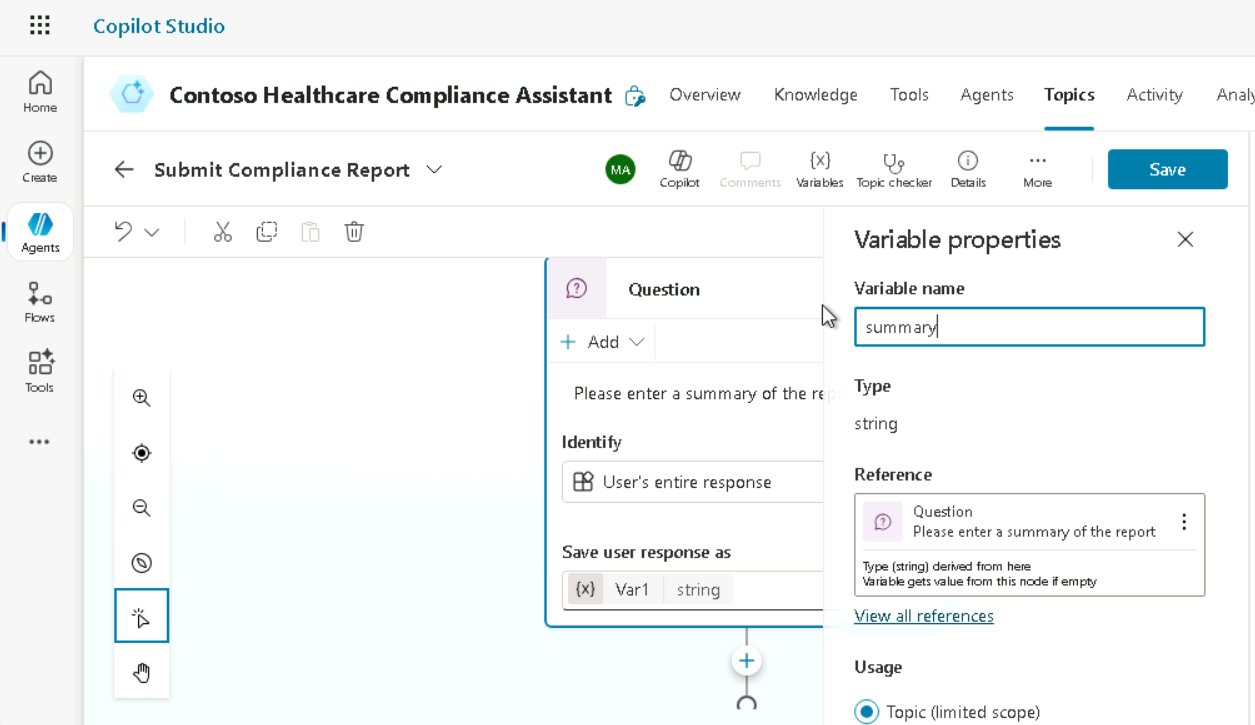 Copilot Studio
Home
Create
Agents
Flows
Tools
Contoso Healthcare Compliance Assistant
Overview Knowledge Tools Agents Topics Activity Analy
Submit Compliance Report
MA
Copilot Comments {x} Variables Topic checker Details More
Save
Question
Add
Please enter a summary of the repo
Identify
User's entire response
Save user response as
{x} Var1 string
Variable properties
Variable name
summary
Type
string
Reference
Question
Please enter a summary of the report
Type (string) derived from here
Variable gets value from this node if empty
View all references
Usage
Topic (limited scope)